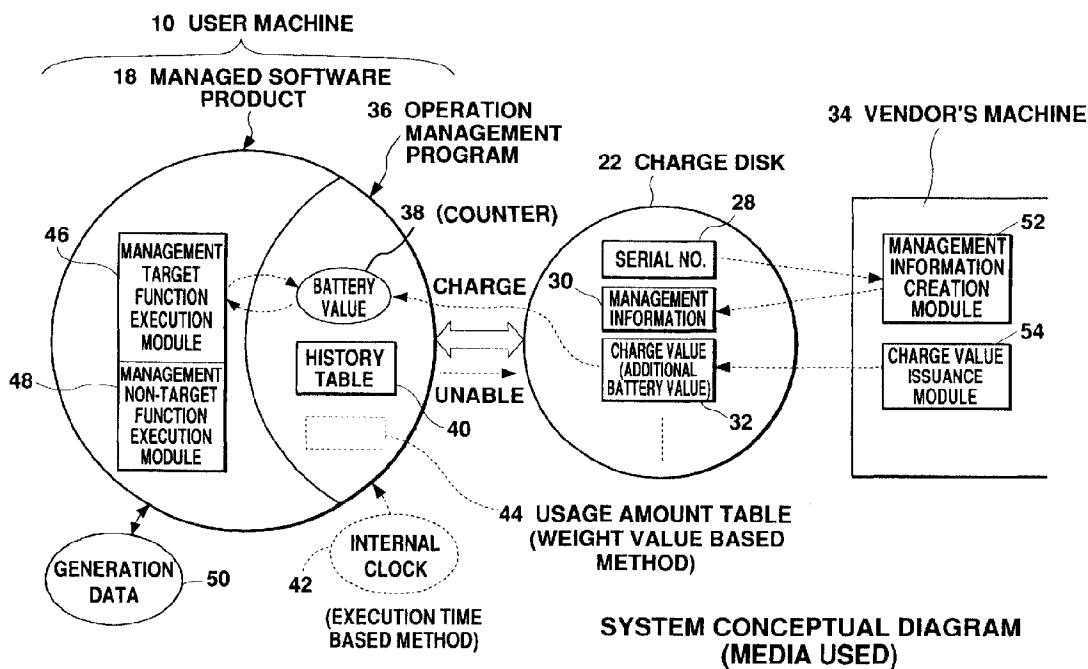 10 USER MACHINE
18 MANAGED SOFTWARE
PRODUCT
36 OPERATION
MANAGEMENT
PROGRAM
34 VENDOR'S MACHINE
22 CHARGE DISK
38 (COUNTER)
28
52
46
MANAGEMENT
TARGET
FUNCTION
EXECUTION
MODULE
BATTERY
VALUE
CHARGE
SERIAL NO.
30
MANAGEMENT
INFORMATION
MANAGEMENT
INFORMATION
CREATION
MODULE
54
48
MANAGEMENT
NON-TARGET
FUNCTION
EXECUTION
MODULE
HISTORY
TABLE
40
UNABLE
CHARGE VALUE
(ADDITIONAL
BATTERY VALUE)
32
CHARGE VALUE
ISSUANCE
MODULE
44 USAGE AMOUNT TABLE
(WEIGHT VALUE BASED
METHOD)
GENERATION
DATA
50
42
INTERNAL
CLOCK
(EXECUTION TIME
BASED METHOD)
SYSTEM CONCEPTUAL DIAGRAM
(MEDIA USED)